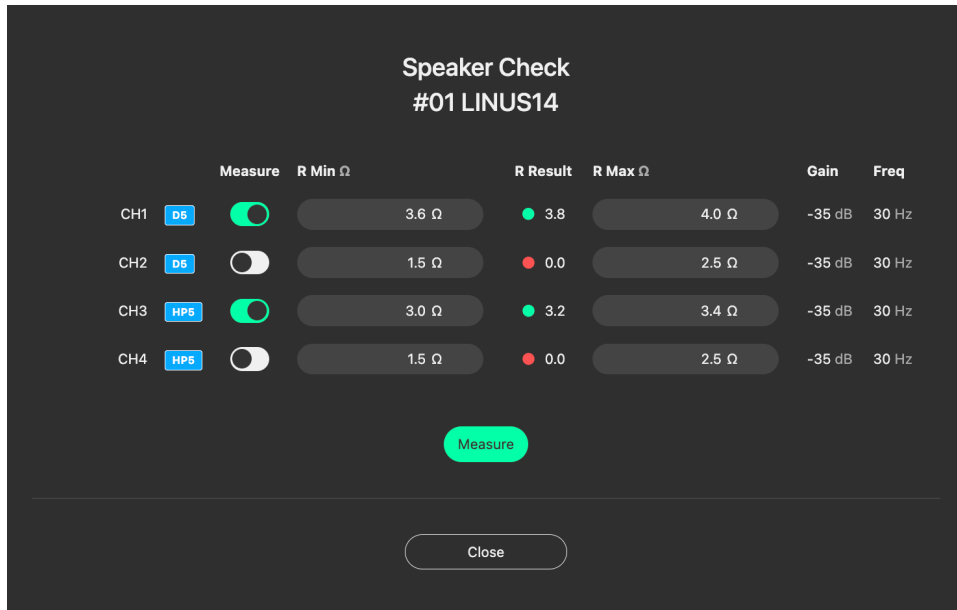 Speaker Check
#01 LINUS14
Measure R Min Ω R Result R Max Ω Gain Freq
CH1 D5 3.6 Ω 3.8 4.0 Ω -35 dB 30 Hz
CH2 D5 1.5 Ω 0.0 2.5 Ω -35 dB 30 Hz
CH3 HP5 3.0 Ω 3.2 3.4 Ω -35 dB 30 Hz
CH4 HP5 1.5 Ω 0.0 2.5 Ω -35 dB 30 Hz
Measure
Close